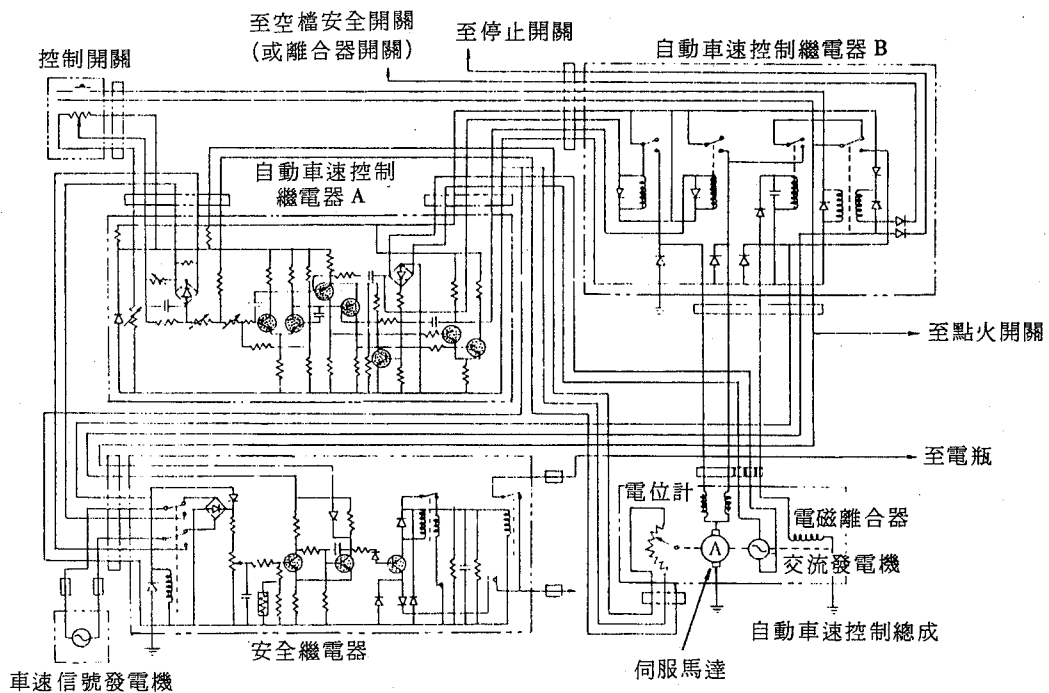 至空檔安全開關
(或離合器開關)
至停止開關
自動車速控制繼電器 B
控制開關
自動車速控制
繼電器 A
至點火開關
至電瓶
電位計
電磁離合器
A
交流發電機
自動車速控制總成
伺服馬達
安全繼電器
車速信號發電機